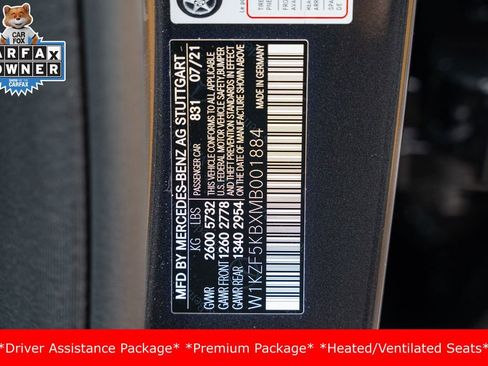 CAR
FOX
CARFAX
OWNER
CARFAX
MFD BY MERCEDES-BENZ AG STUTTGART
PASSENGER CAR 831 07/21
THIS VEHICLE CONFORMS TO ALL APPLICABLE
U.S. FEDERAL MOTOR VEHICLE SAFETY/BUMPER
AND THEFT PREVENTION STANDARDS IN EFFECT
ON THE DATE OF MANUFACTURE SHOWN ABOVE
KG LBS
GVWR 2600 5732
GAWR FRONT 1260 2778
GAWR REAR 1340 2954
MADE IN GERMANY
W1KZF5KBXMB001884
*Driver Assistance Package* *Premium Package* *Heated/Ventilated Seats*